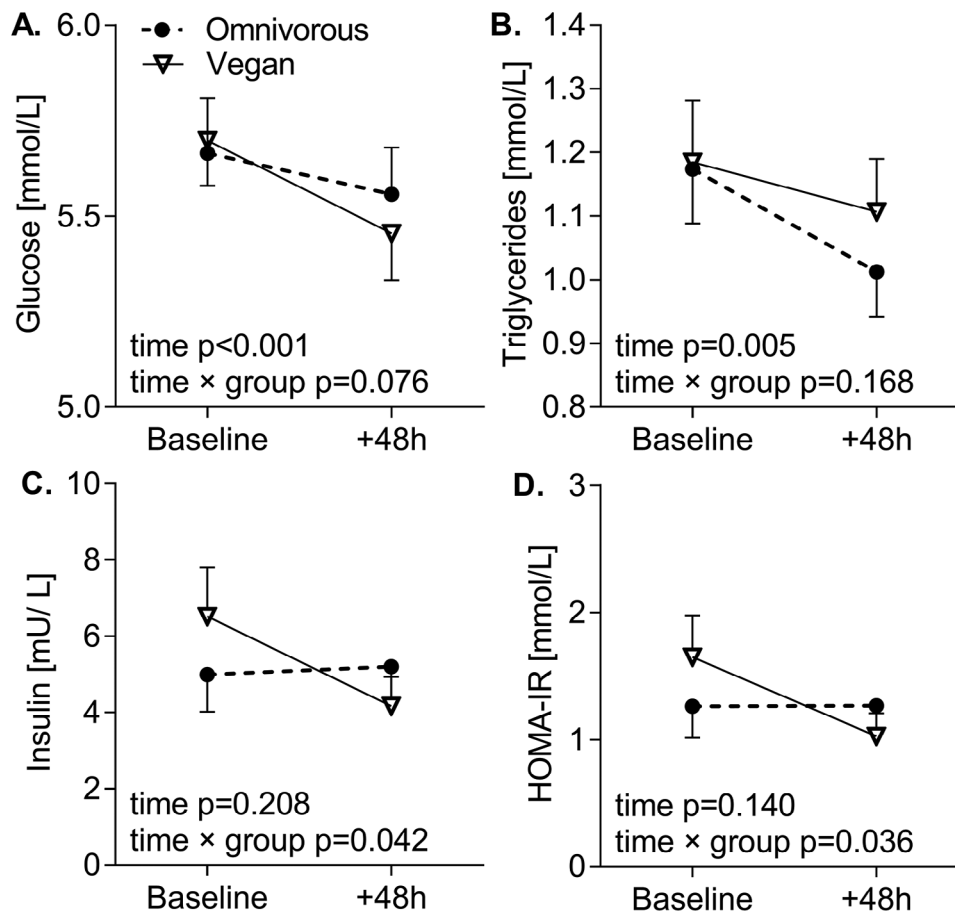 A.
Omnivorous
Vegan
Glucose [mmol/L]
6.0
5.5
5.0
time p<0.001
time × group p=0.076
Baseline
+48h
B.
Triglycerides [mmol/L]
1.4
1.3
1.2
1.1
1.0
0.9
0.8
time p=0.005
time × group p=0.168
Baseline
+48h
C.
Insulin [mU/ L]
10
8
6
4
2
0
time p=0.208
time × group p=0.042
Baseline
+48h
D.
HOMA-IR [mmol/L]
3
2
1
0
time p=0.140
time × group p=0.036
Baseline
+48h